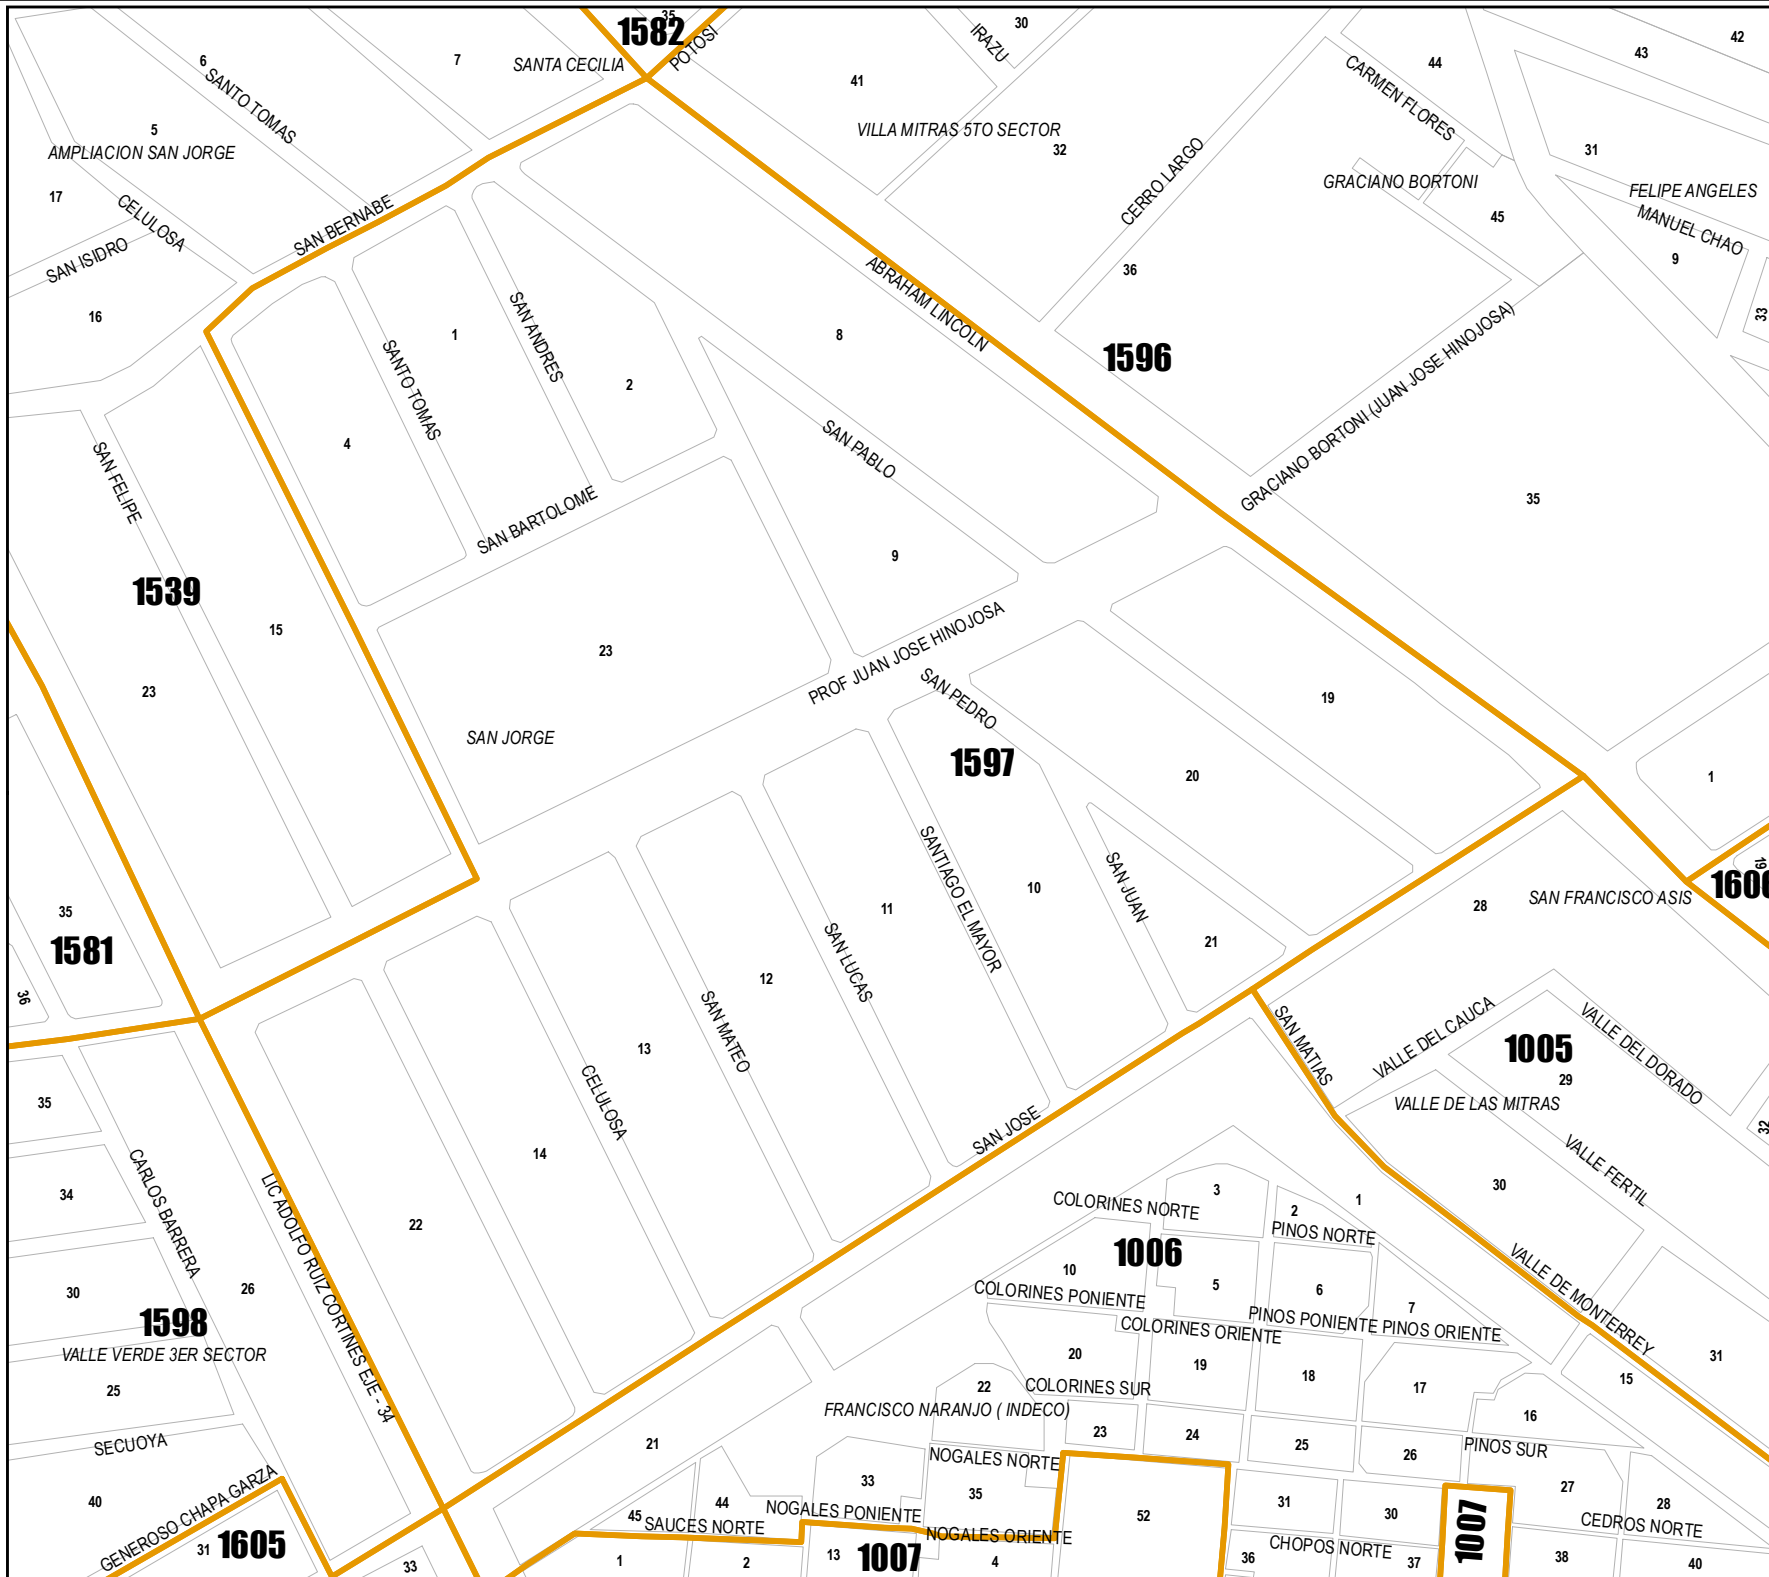 35
1582
POTOSI
SANTA CECILIA
6
7
SANTO TOMAS
5
AMPLIACION SAN JORGE
17
CELULOSA
SAN ISIDRO
16
SAN BERNABE
41
30
IRAZU
VILLA MITRAS 5TO SECTOR
32
CERRO LARGO
36
44
43
42
CARMEN FLORES
GRACIANO BORTONI
45
31
FELIPE ANGELES
MANUEL CHAO
9
33
1596
ABRAHAM LINCOLN
8
SAN ANDRES
1
SANTO TOMAS
2
4
SAN FELIPE
SAN BARTOLOME
SAN PABLO
GRACIANO BORTONI (JUAN JOSE HINOJOSA)
35
9
1539
15
23
23
PROF JUAN JOSE HINOJOSA
SAN JORGE
SAN PEDRO
1597
19
20
1
19
1608
SAN FRANCISCO ASIS
28
SAN JUAN
21
10
SANTIAGO EL MAYOR
11
SAN LUCAS
12
SAN MATEO
13
CELULOSA
14
22
35
1581
36
35
34
CARLOS BARRERA
30
1598
26
VALLE VERDE 3ER SECTOR
25
SECUOYA
40
GENEROSO CHAPA GARZA
31
1605
33
LIC ADOLFO RUIZ CORTINES EJE - 34
SAN JOSE
SAN MATIAS
VALLE DEL CAUCA
1005
29
VALLE DEL DORADO
VALLE DE LAS MITRAS
32
VALLE FERTIL
30
VALLE DE MONTERREY
31
15
3
2
1
COLORINES NORTE
PINOS NORTE
1006
10
5
6
7
COLORINES PONIENTE
PINOS PONIENTE
PINOS ORIENTE
COLORINES ORIENTE
20
19
18
17
22
COLORINES SUR
FRANCISCO NARANJO ( INDECO)
16
23
24
25
26
PINOS SUR
21
NOGALES NORTE
33
35
27
28
44
45
NOGALES PONIENTE
SAUCES NORTE
NOGALES ORIENTE
52
31
30
1007
CEDROS NORTE
CHOPOS NORTE
1
2
13
1007
4
36
37
38
40